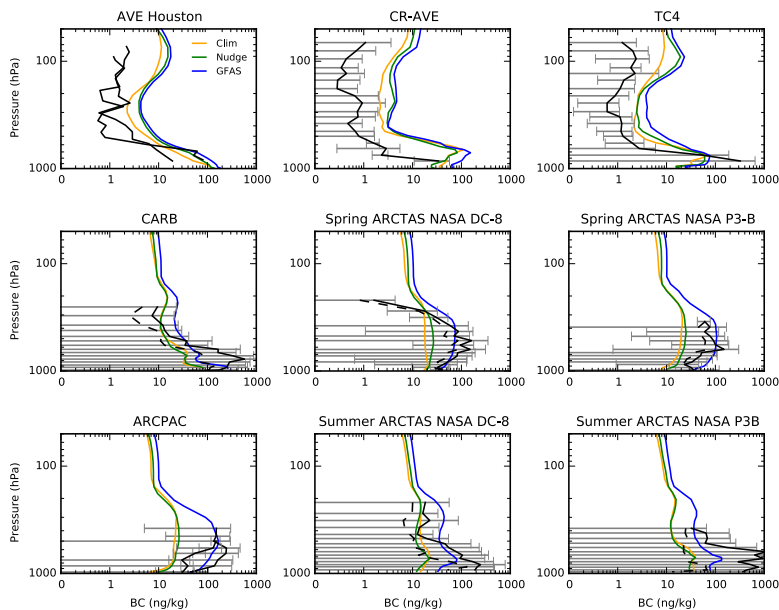 AVE Houston
CR-AVE
TC4
Pressure (hPa)
100
1000
Clim
Nudge
GFAS
0 1 10 100 1000
100
1000
0 1 10 100 1000
100
1000
0 1 10 100 1000
CARB
Spring ARCTAS NASA DC-8
Spring ARCTAS NASA P3-B
Pressure (hPa)
100
1000
0 1 10 100 1000
100
1000
0 1 10 100 1000
100
1000
0 1 10 100 1000
ARCPAC
Summer ARCTAS NASA DC-8
Summer ARCTAS NASA P3B
Pressure (hPa)
100
1000
0 1 10 100 1000
100
1000
0 1 10 100 1000
100
1000
0 1 10 100 1000
BC (ng/kg)
BC (ng/kg)
BC (ng/kg)